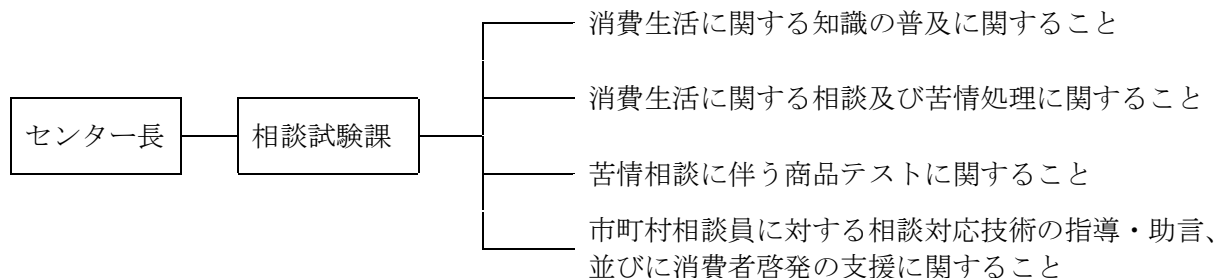 消費生活に関する知識の普及に関すること
消費生活に関する相談及び苦情処理に関すること
センター長
相談試験課
苦情相談に伴う商品テストに関すること
市町村相談員に対する相談対応技術の指導・助言、
並びに消費者啓発の支援に関すること